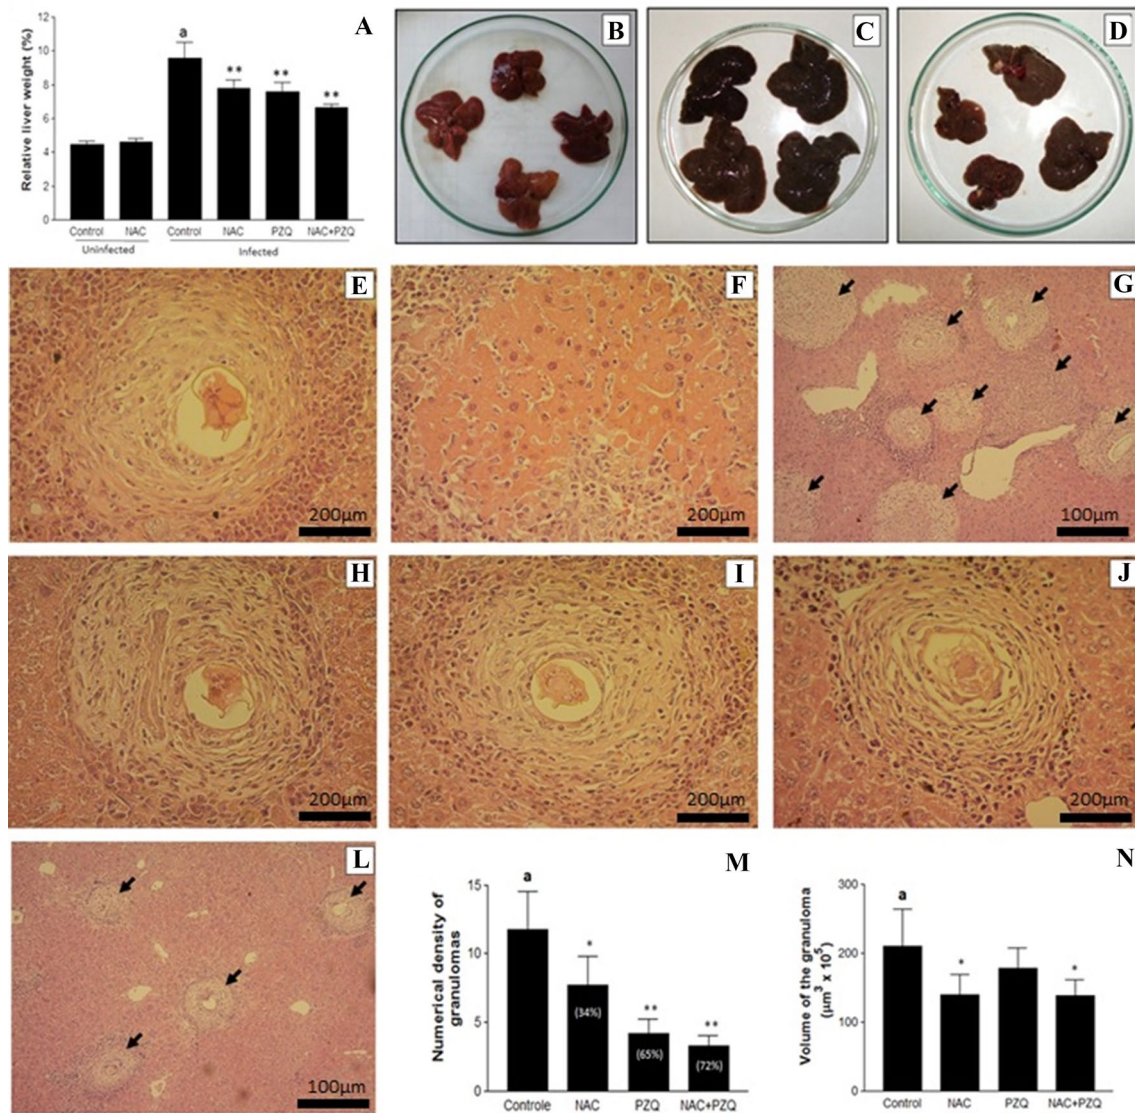 A
Relative liver weight (%)
12
10
8
6
4
2
0
a
**
**
**
Control NAC Control NAC PZQ NAC+PZQ
Uninfected Infected
B
C
D
E
200µm
F
200µm
G
100µm
H
200µm
I
200µm
J
200µm
L
100µm
M
Numerical density of
granulomas
15
10
5
0
a
*
**
**
(34%)
(65%)
(72%)
Controle NAC PZQ NAC+PZQ
N
Volume of the granuloma
(µm³ x 10⁵)
300
200
100
0
a
*
*
Control NAC PZQ NAC+PZQ